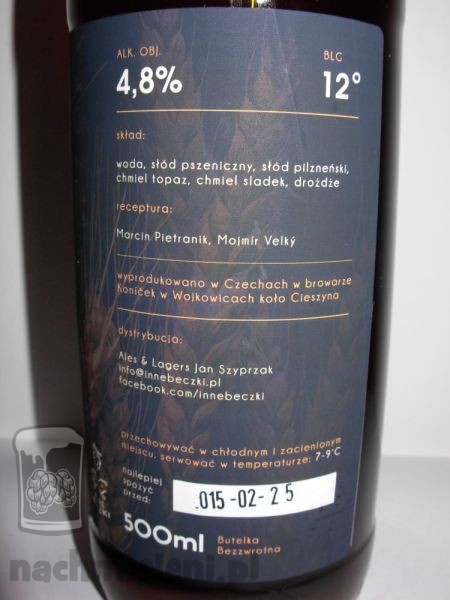 ALK. OBJ. BLG
4,8% 12°
skład:
woda, słód pszeniczny, słód pilzneński,
chmiel topaz, chmiel sladek, drożdże
receptura:
Marcin Pietranik, Mojmír Velký
wyprodukowano w Czechach w browarze
Koníček w Wojkowicach koło Cieszyna
dystrybucja:
Ales & Lagers Jan Szyprzak
info@innebeczki.pl
facebook.com/innebeczki
przechowywać w chłodnym i zacienionym
miejscu, serwować w temperaturze: 7-9°C
najlepiej
spożyć
przed:
015-02-25
500ml Butelka
Bezzwrotna